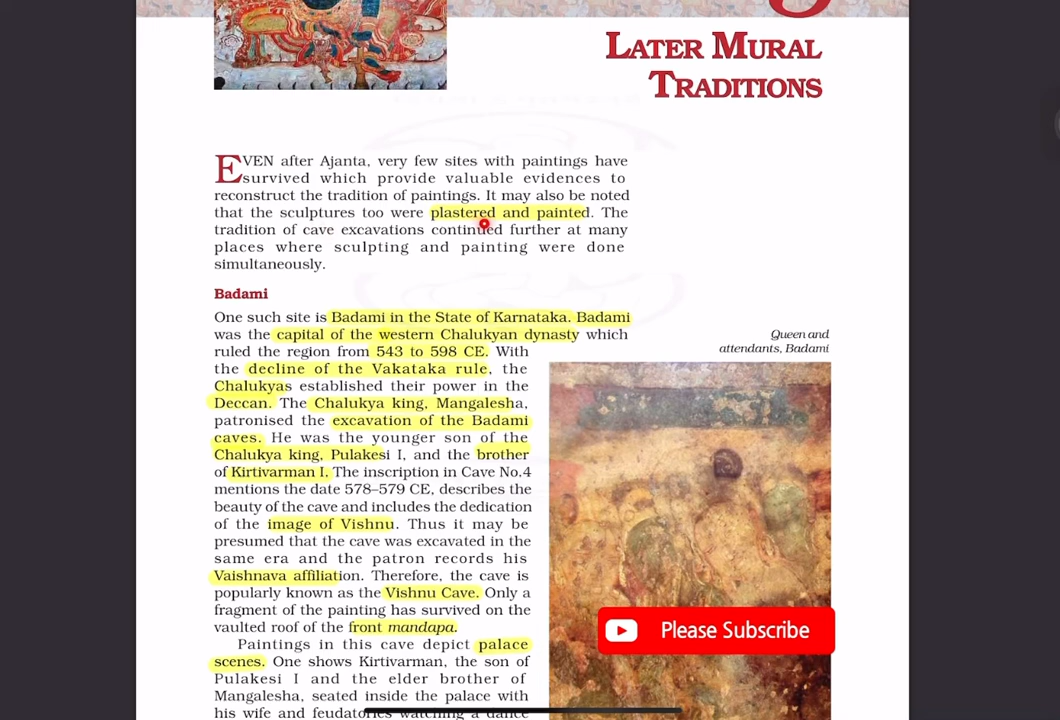 LATER MURAL
TRADITIONS
EVEN after Ajanta, very few sites with paintings have
survived which provide valuable evidences to
reconstruct the tradition of paintings. It may also be noted
that the sculptures too were plastered and painted. The
tradition of cave excavations continued further at many
places where sculpting and painting were done
simultaneously.
Badami
One such site is Badami in the State of Karnataka. Badami
was the capital of the western Chalukyan dynasty which
ruled the region from 543 to 598 CE. With
the decline of the Vakataka rule, the
Chalukyas established their power in the
Deccan. The Chalukya king, Mangalesha,
patronised the excavation of the Badami
caves. He was the younger son of the
Chalukya king, Pulakesi I, and the brother
of Kirtivarman I. The inscription in Cave No.4
mentions the date 578–579 CE, describes the
beauty of the cave and includes the dedication
of the image of Vishnu. Thus it may be
presumed that the cave was excavated in the
same era and the patron records his
Vaishnava affiliation. Therefore, the cave is
popularly known as the Vishnu Cave. Only a
fragment of the painting has survived on the
vaulted roof of the front mandapa.
Paintings in this cave depict palace
scenes. One shows Kirtivarman, the son of
Pulakesi I and the elder brother of
Mangalesha, seated inside the palace with
his wife and feudatories watching a dance
Queen and
attendants, Badami
Please Subscribe